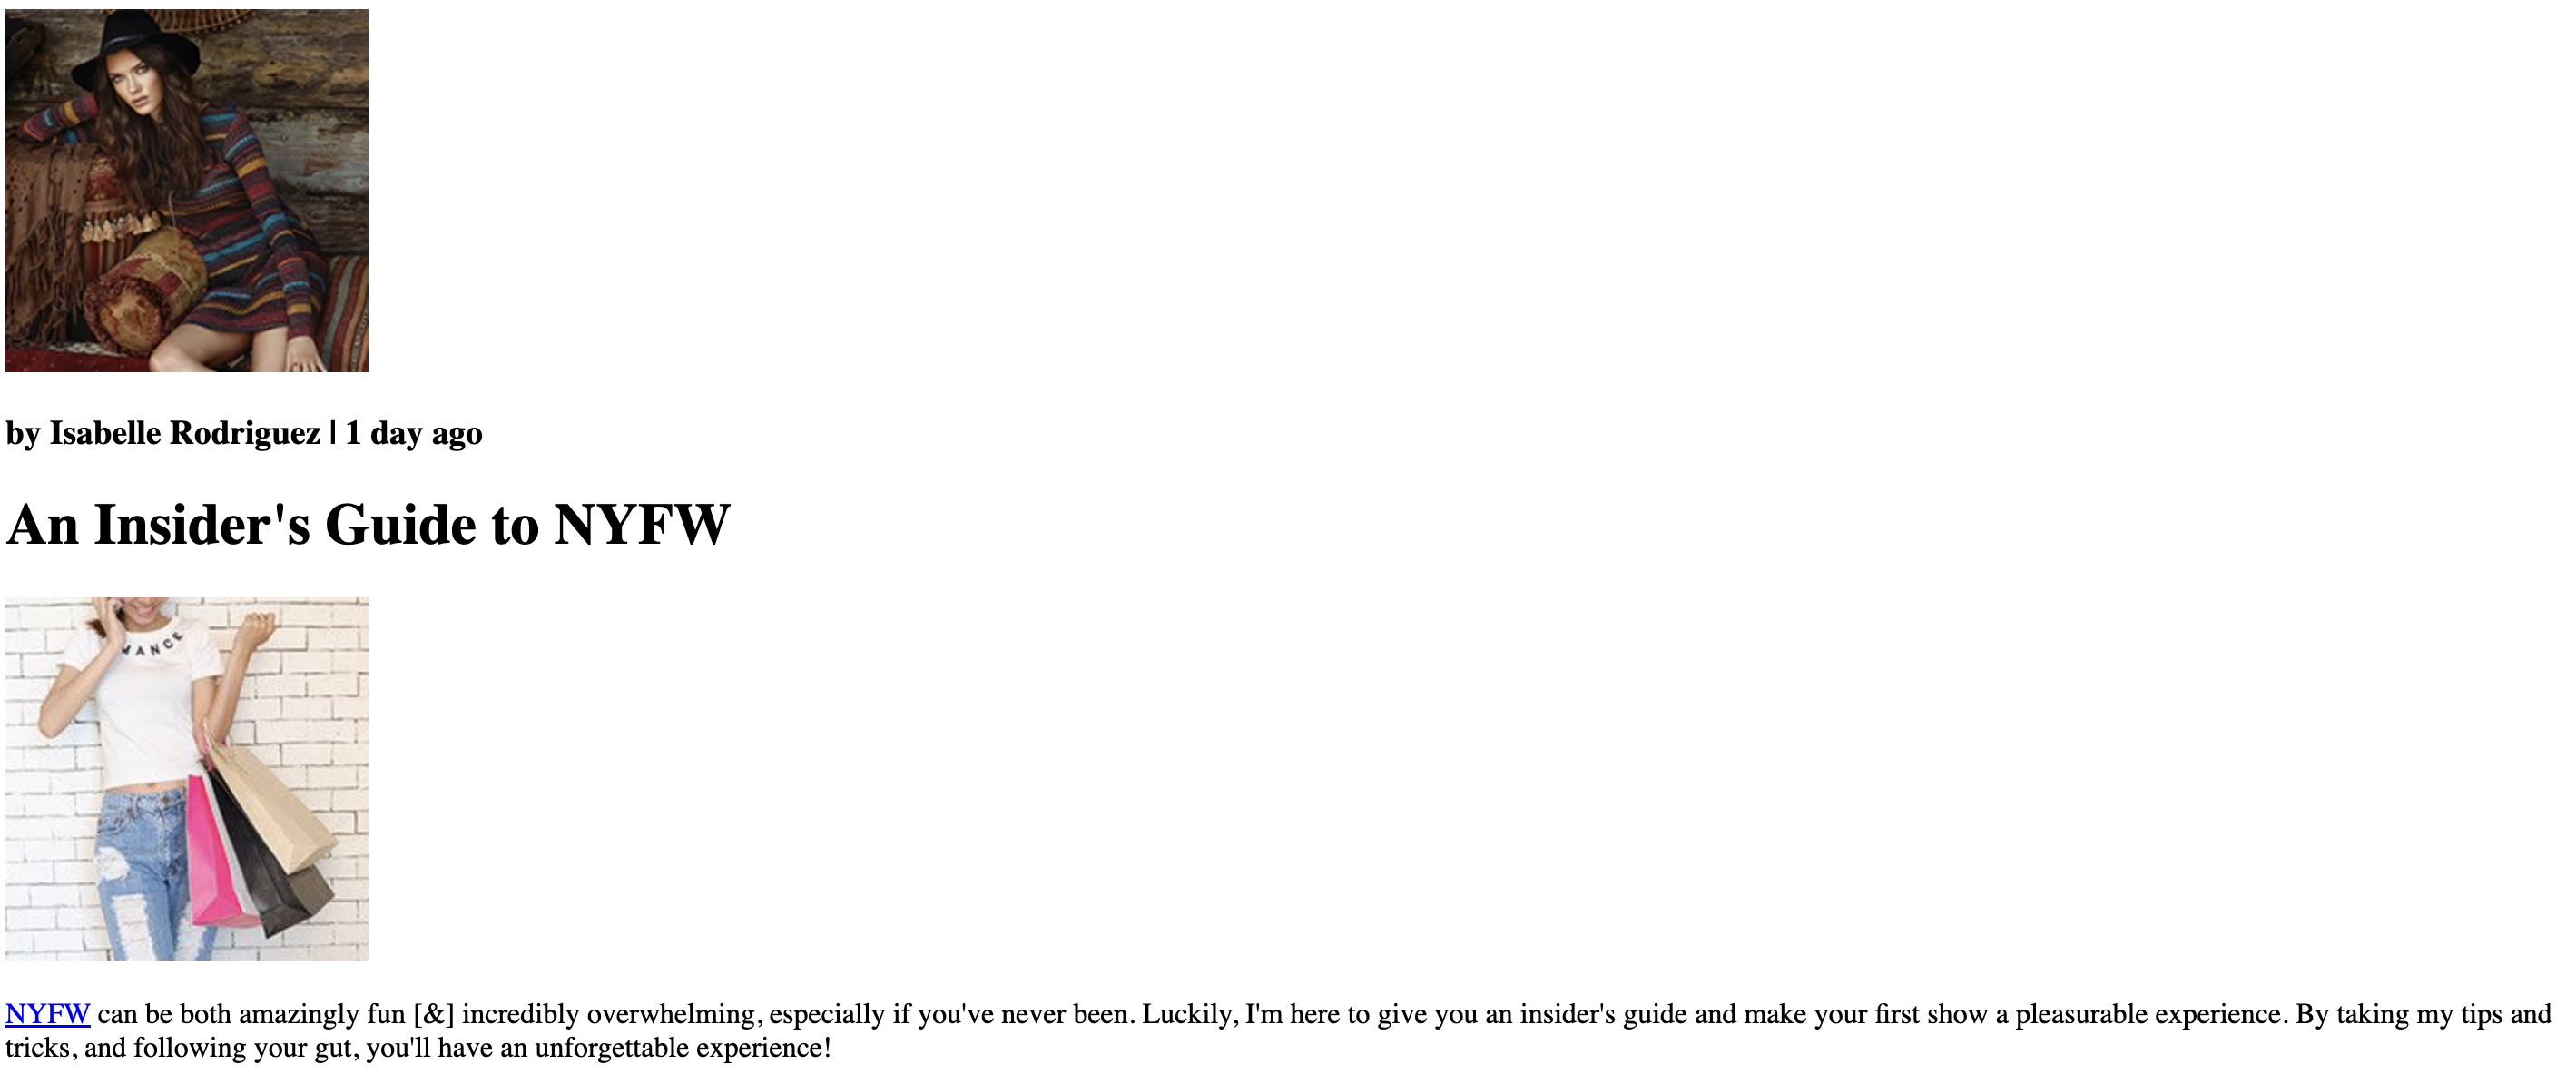 by Isabelle Rodriguez | 1 day ago
An Insider's Guide to NYFW
MANCE
NYFW can be both amazingly fun [&] incredibly overwhelming, especially if you've never been. Luckily, I'm here to give you an insider's guide and make your first show a pleasurable experience. By taking my tips and
tricks, and following your gut, you'll have an unforgettable experience!